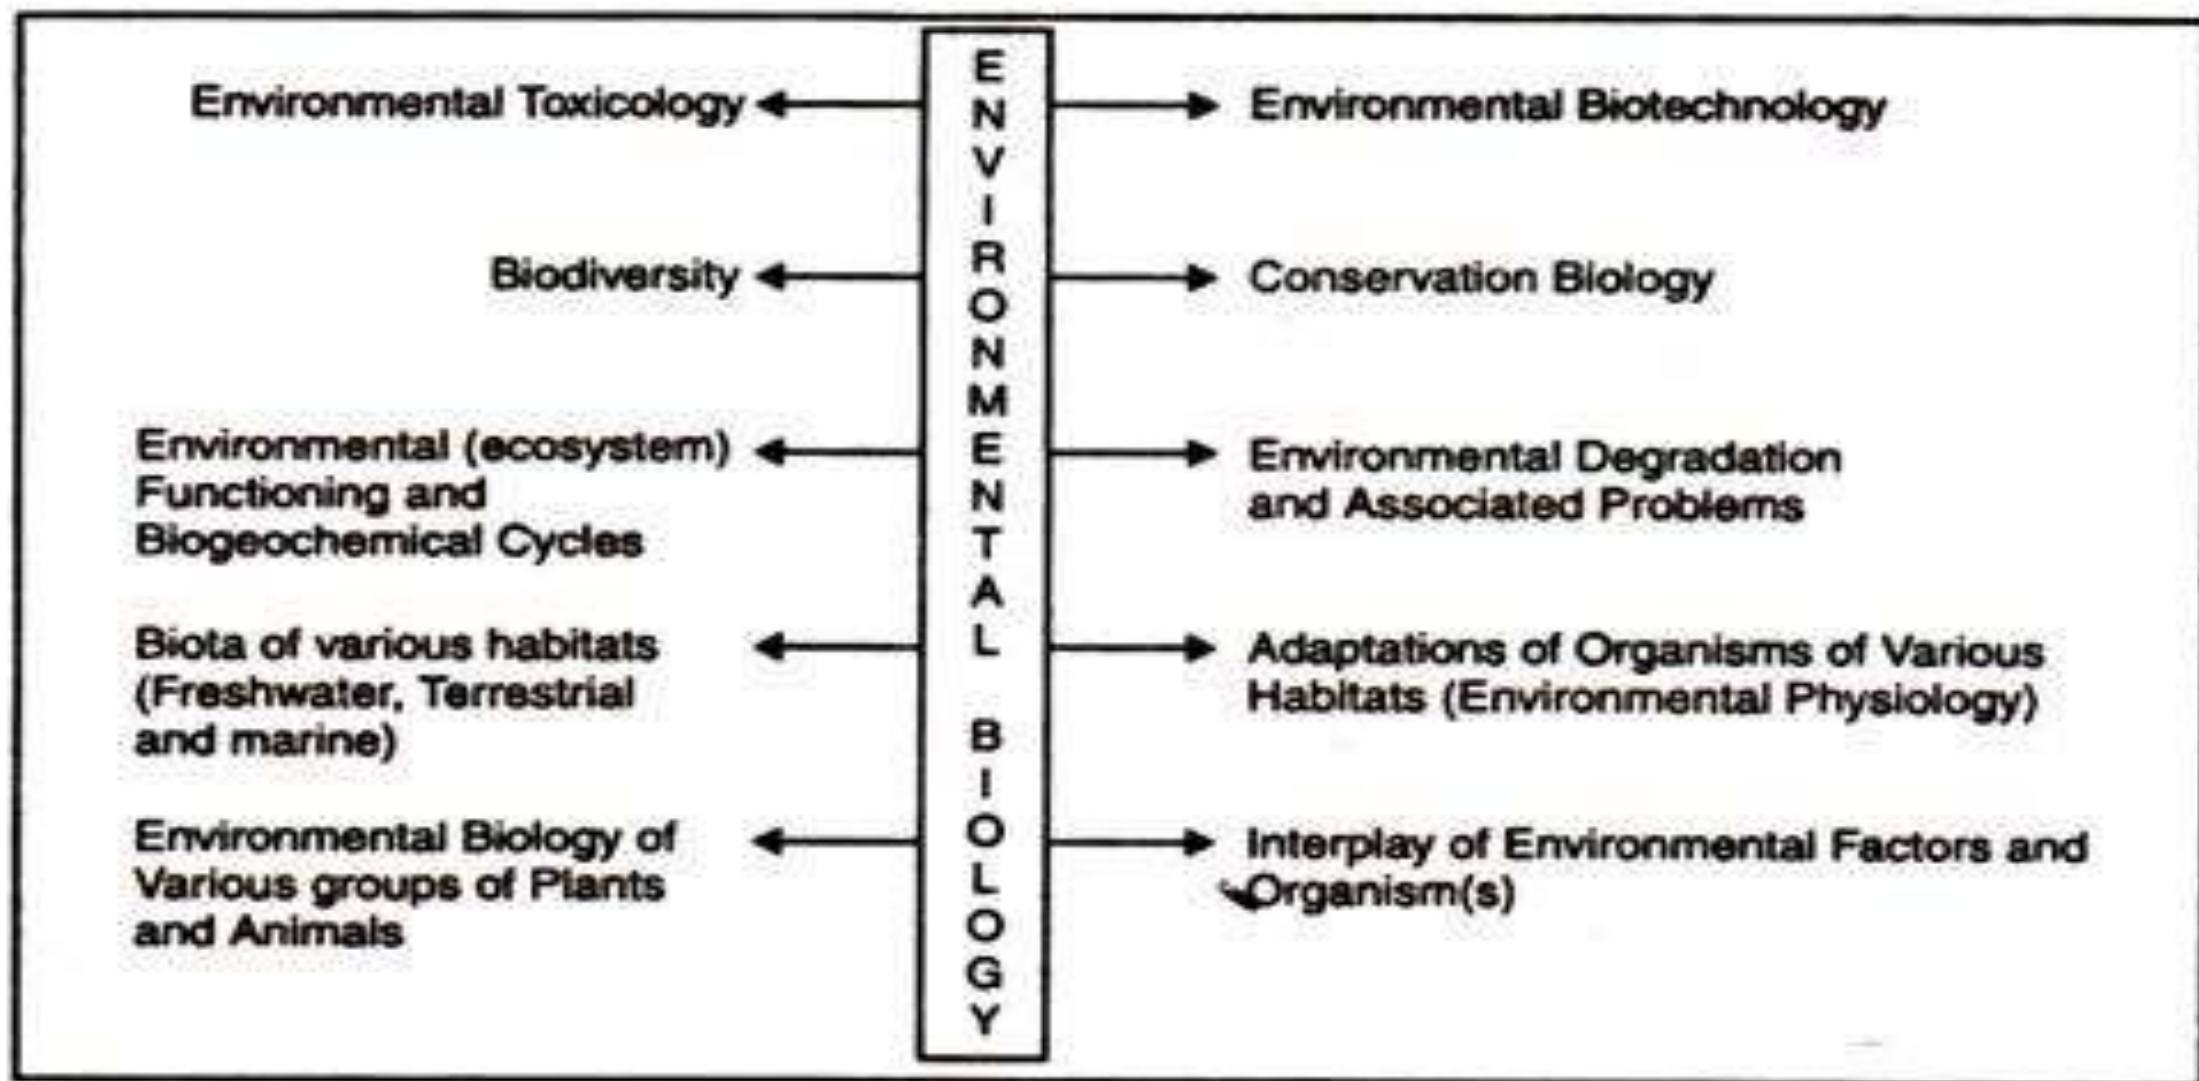 Environmental Toxicology
Biodiversity
Environmental (ecosystem)
Functioning and
Biogeochemical Cycles
Biota of various habitats
(Freshwater, Terrestrial
and marine)
Environmental Biology of
Various groups of Plants
and Animals
ENVIRONMENTAL BIOLOGY
Environmental Biotechnology
Conservation Biology
Environmental Degradation
and Associated Problems
Adaptations of Organisms of Various
Habitats (Environmental Physiology)
Interplay of Environmental Factors and
Organism(s)